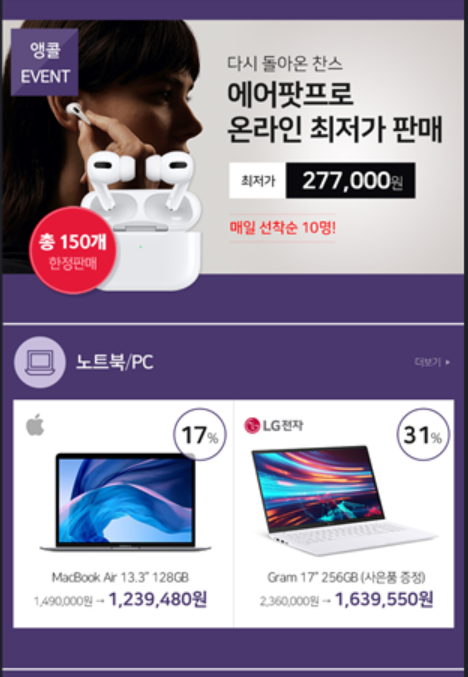 앵콜
EVENT
다시 돌아온 찬스
에어팟프로
온라인 최저가 판매
최저가 277,000원
매일 선착순 10명!
총 150개
한정판매
노트북/PC
더보기 ▶
17%
LG전자
31%
MacBook Air 13.3” 128GB
1,490,000원 → 1,239,480원
Gram 17” 256GB (사은품 증정)
2,360,000원 → 1,639,550원